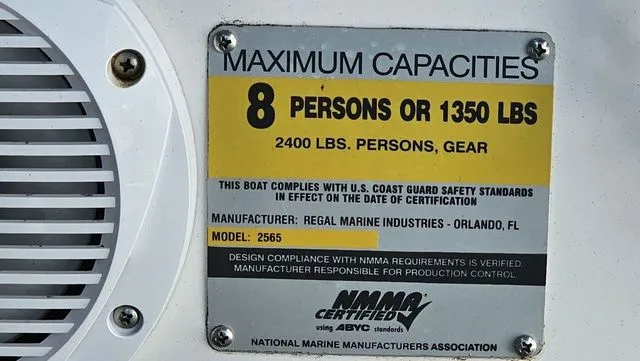 MAXIMUM CAPACITIES
8 PERSONS OR 1350 LBS
2400 LBS. PERSONS, GEAR
THIS BOAT COMPLIES WITH U.S. COAST GUARD SAFETY STANDARDS
IN EFFECT ON THE DATE OF CERTIFICATION
MANUFACTURER: REGAL MARINE INDUSTRIES - ORLANDO, FL
MODEL: 2565
DESIGN COMPLIANCE WITH NMMA REQUIREMENTS IS VERIFIED.
MANUFACTURER RESPONSIBLE FOR PRODUCTION CONTROL.
NMMA
CERTIFIED
using ABYC standards
NATIONAL MARINE MANUFACTURERS ASSOCIATION